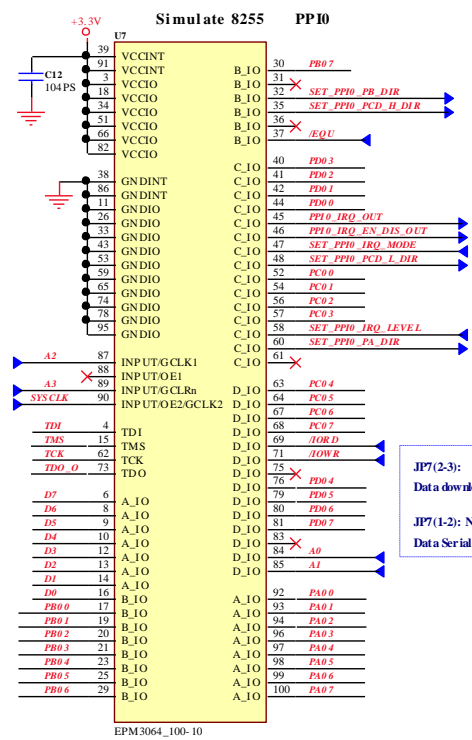 Simulate 8255 PPI0
+3.3V
U7
C12
104PS
39 VCCINT
91 VCCINT
3 VCCIO
18 VCCIO
34 VCCIO
51 VCCIO
66 VCCIO
82 VCCIO
38 GNDINT
86 GNDINT
11 GNDIO
26 GNDIO
33 GNDIO
43 GNDIO
53 GNDIO
59 GNDIO
65 GNDIO
74 GNDIO
78 GNDIO
95 GNDIO
A2 87 INPUT/GCLK1
88 INPUT/OE1
A3 89 INPUT/GCLRn
SYSCLK 90 INPUT/OE2/GCLK2
TDI 4 TDI
TMS 15 TMS
TCK 62 TCK
TDO_O 73 TDO
D7 6 A_IO
D6 8 A_IO
D5 9 A_IO
D4 10 A_IO
D3 12 A_IO
D2 13 A_IO
D1 14 A_IO
D0 16 B_IO
PB00 17 B_IO
PB01 19 B_IO
PB02 20 B_IO
PB03 21 B_IO
PB04 23 B_IO
PB05 25 B_IO
PB06 29 B_IO
B_IO 30 PB07
B_IO 31
B_IO 32 SET_PPI0_PB_DIR
B_IO 35 SET_PPI0_PCD_H_DIR
B_IO 36
B_IO 37 /EQU
C_IO 40 PD03
C_IO 41 PD02
C_IO 42 PD01
C_IO 44 PD00
C_IO 45 PPI0_IRQ_OUT
C_IO 46 PPI0_IRQ_EN_DIS_OUT
C_IO 47 SET_PPI0_IRQ_MODE
C_IO 48 SET_PPI0_PCD_L_DIR
C_IO 52 PC00
C_IO 54 PC01
C_IO 56 PC02
C_IO 57 PC03
C_IO 58 SET_PPI0_IRQ_LEVEL
C_IO 60 SET_PPI0_PA_DIR
C_IO 61
D_IO 63 PC04
D_IO 64 PC05
D_IO 67 PC06
D_IO 68 PC07
D_IO 69 /IORD
D_IO 71 /IOWR
D_IO 75
D_IO 76 PD04
D_IO 79 PD05
D_IO 80 PD06
D_IO 81 PD07
D_IO 83
D_IO 84 A0
D_IO 85 A1
A_IO 92 PA00
A_IO 93 PA01
A_IO 94 PA02
A_IO 96 PA03
A_IO 97 PA04
A_IO 98 PA05
A_IO 99 PA06
A_IO 100 PA07
JP7(2-3):
Data downl
JP7(1-2): N
Data Serial
EPM3064_100-10